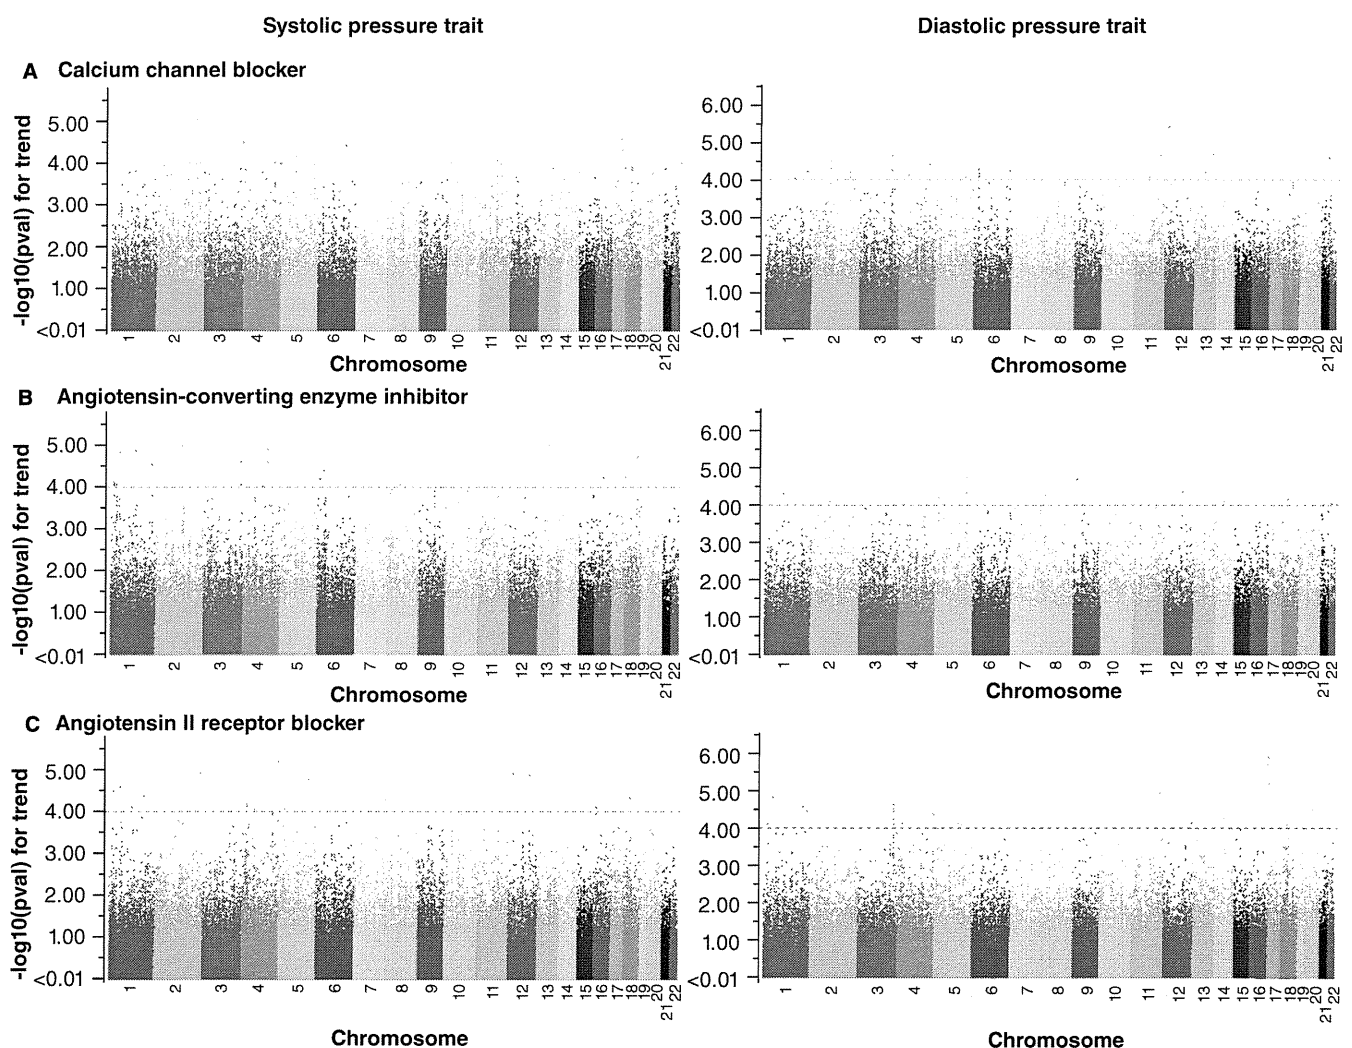 Systolic pressure trait
Diastolic pressure trait
A Calcium channel blocker
-log10(pval) for trend
5.00
4.00
3.00
2.00
1.00
<0.01
1 2 3 4 5 6 7 8 9 10 11 12 13 14 15 16 17 18 19 20 21 22
Chromosome
6.00
5.00
4.00
3.00
2.00
1.00
<0.01
1 2 3 4 5 6 7 8 9 10 11 12 13 14 15 16 17 18 19 20 21 22
Chromosome
B Angiotensin-converting enzyme inhibitor
-log10(pval) for trend
5.00
4.00
3.00
2.00
1.00
<0.01
1 2 3 4 5 6 7 8 9 10 11 12 13 14 15 16 17 18 19 20 21 22
Chromosome
6.00
5.00
4.00
3.00
2.00
1.00
<0.01
1 2 3 4 5 6 7 8 9 10 11 12 13 14 15 16 17 18 19 20 21 22
Chromosome
C Angiotensin II receptor blocker
-log10(pval) for trend
5.00
4.00
3.00
2.00
1.00
<0.01
1 2 3 4 5 6 7 8 9 10 11 12 13 14 15 16 17 18 19 20 21 22
Chromosome
6.00
5.00
4.00
3.00
2.00
1.00
<0.01
1 2 3 4 5 6 7 8 9 10 11 12 13 14 15 16 17 18 19 20 21 22
Chromosome